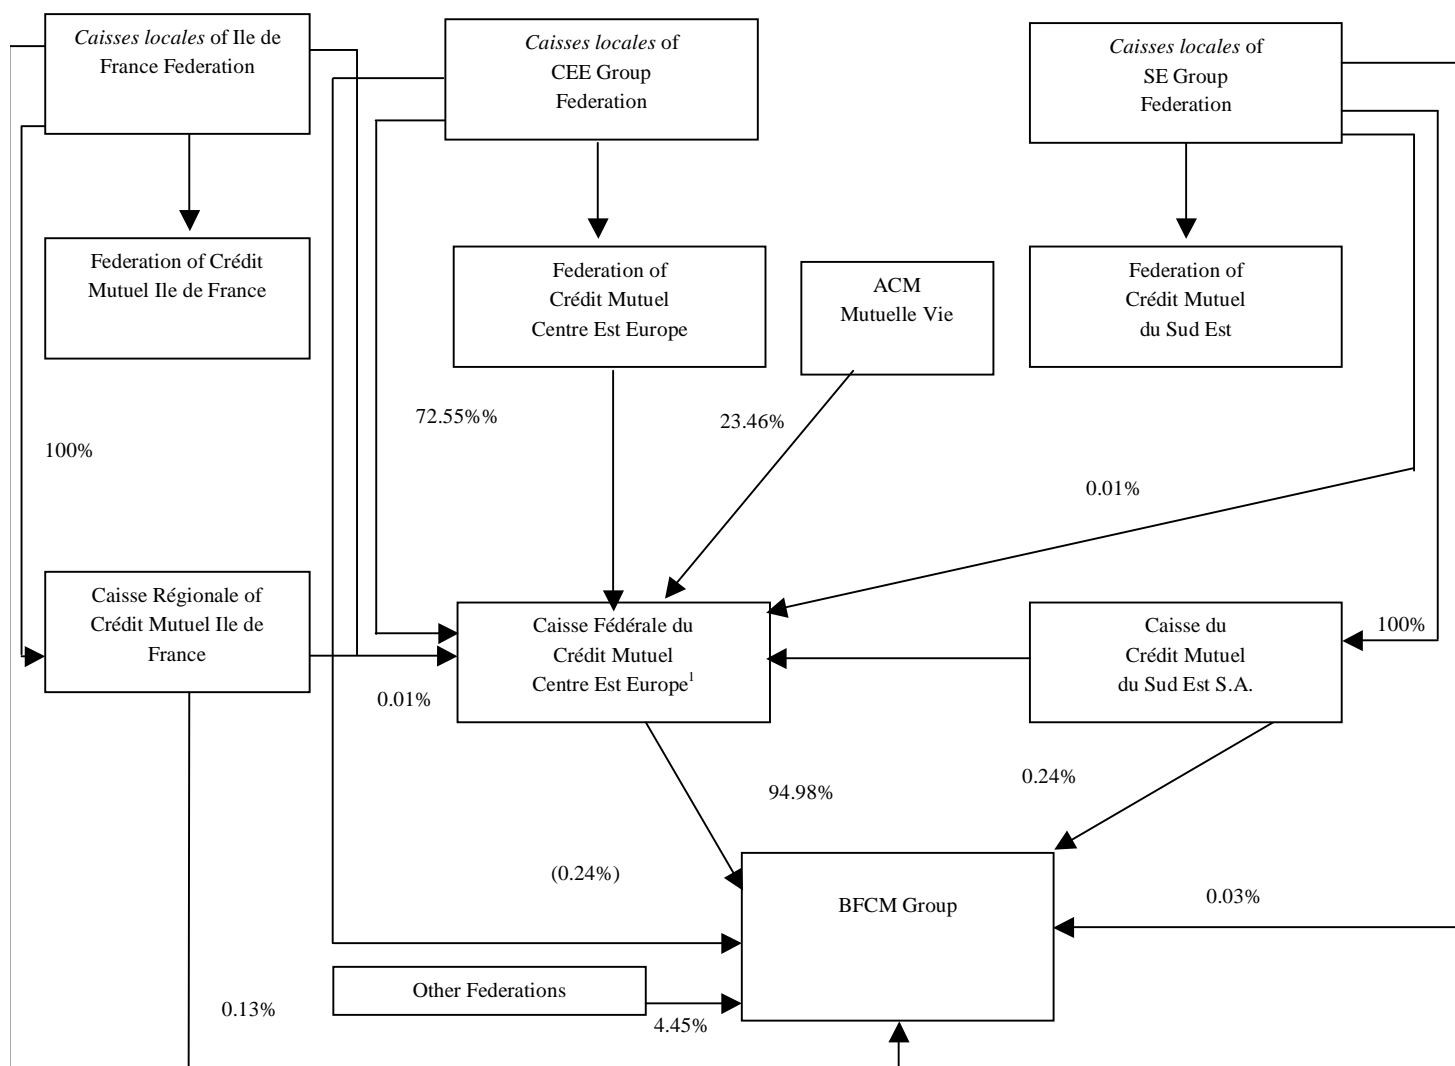 Caisses locales of Ile de
France Federation
Caisses locales of
CEE Group
Federation
Caisses locales of
SE Group
Federation
Federation of Crédit
Mutuel Ile de France
Federation of
Crédit Mutuel
Centre Est Europe
ACM
Mutuelle Vie
Federation of
Crédit Mutuel
du Sud Est
72.55%%
23.46%
100%
0.01%
Caisse Régionale of
Crédit Mutuel Ile de
France
Caisse Fédérale du
Crédit Mutuel
Centre Est Europe1
Caisse du
Crédit Mutuel
du Sud Est S.A.
100%
0.01%
94.98%
0.24%
(0.24%)
BFCM Group
0.03%
Other Federations
0.13%
4.45%